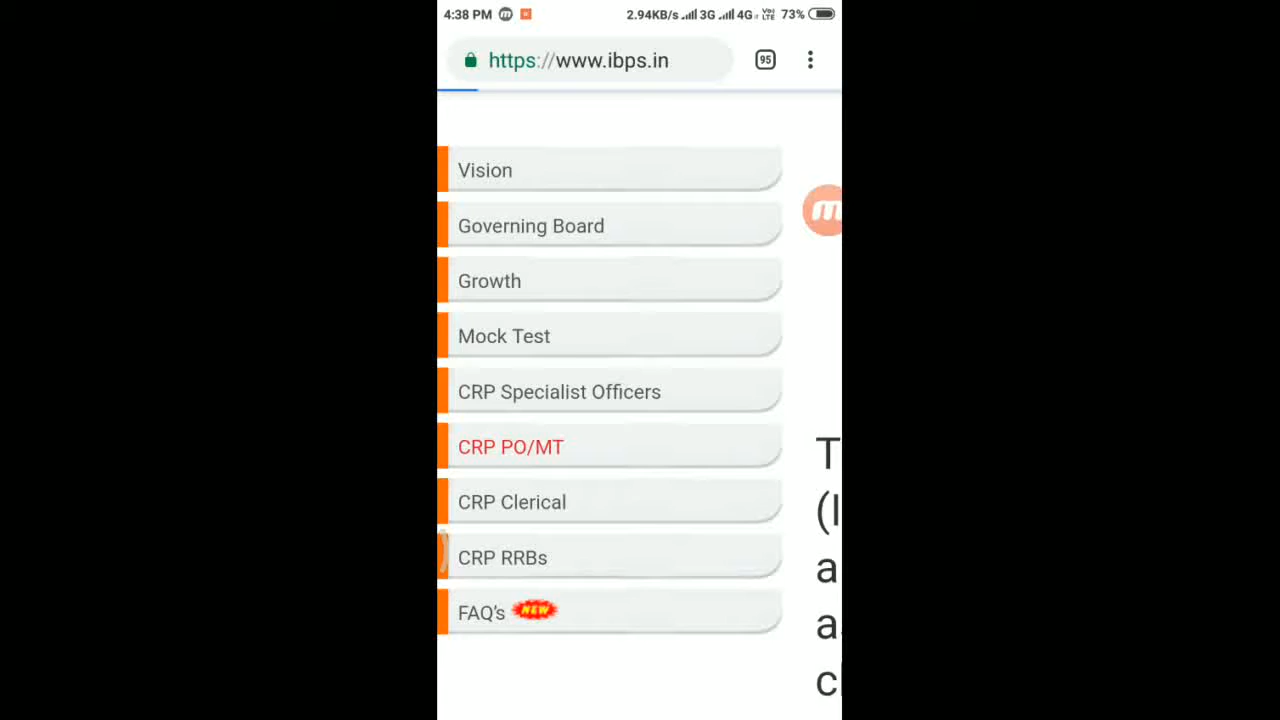 4:38 PM 2.94KB/s 3G 4G VoLTE 73%
https://www.ibps.in 95
Vision
Governing Board
Growth
Mock Test
CRP Specialist Officers
CRP PO/MT
CRP Clerical
CRP RRBs
FAQ's NEW
T
(I
a
a
c